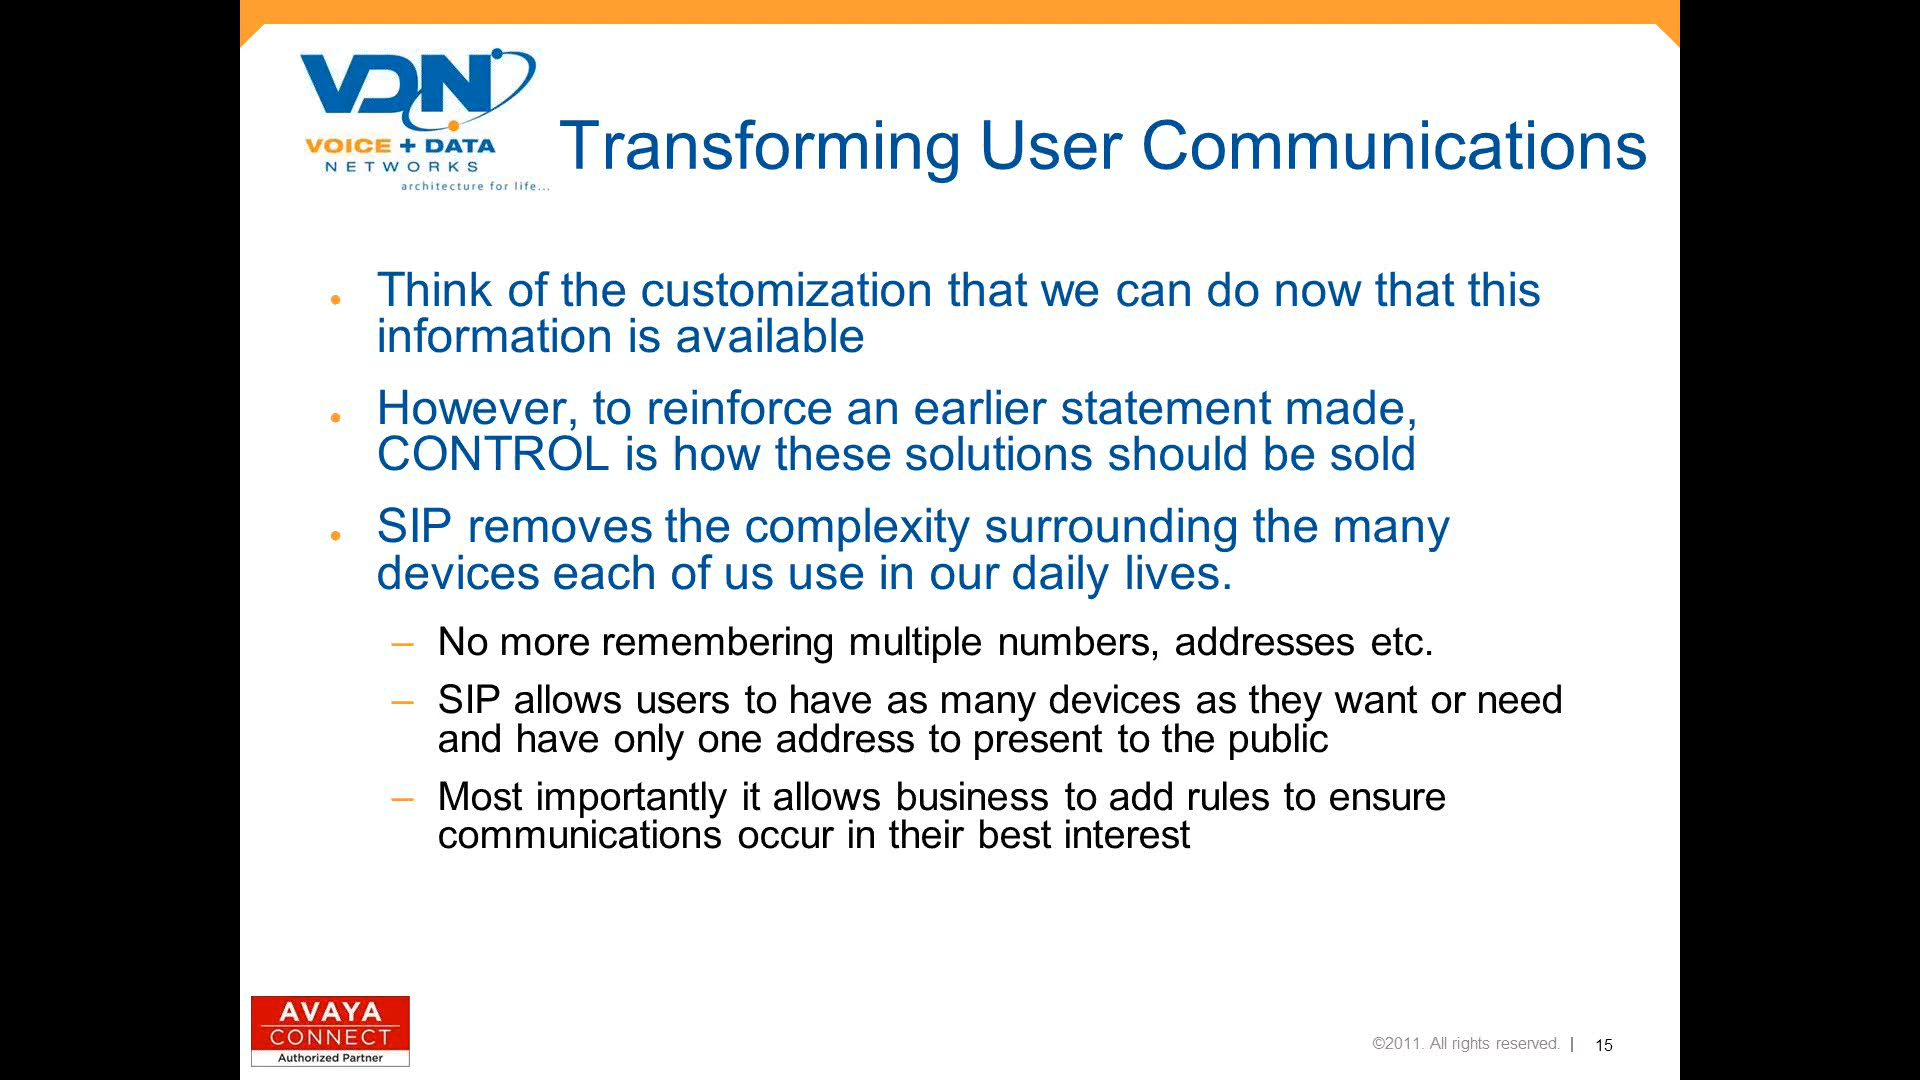 VDN
VOICE + DATA
NETWORKS
architecture for life...
Transforming User Communications
Think of the customization that we can do now that this
information is available
However, to reinforce an earlier statement made,
CONTROL is how these solutions should be sold
SIP removes the complexity surrounding the many
devices each of us use in our daily lives.
– No more remembering multiple numbers, addresses etc.
– SIP allows users to have as many devices as they want or need
and have only one address to present to the public
– Most importantly it allows business to add rules to ensure
communications occur in their best interest
AVAYA
CONNECT
Authorized Partner
©2011. All rights reserved. | 15